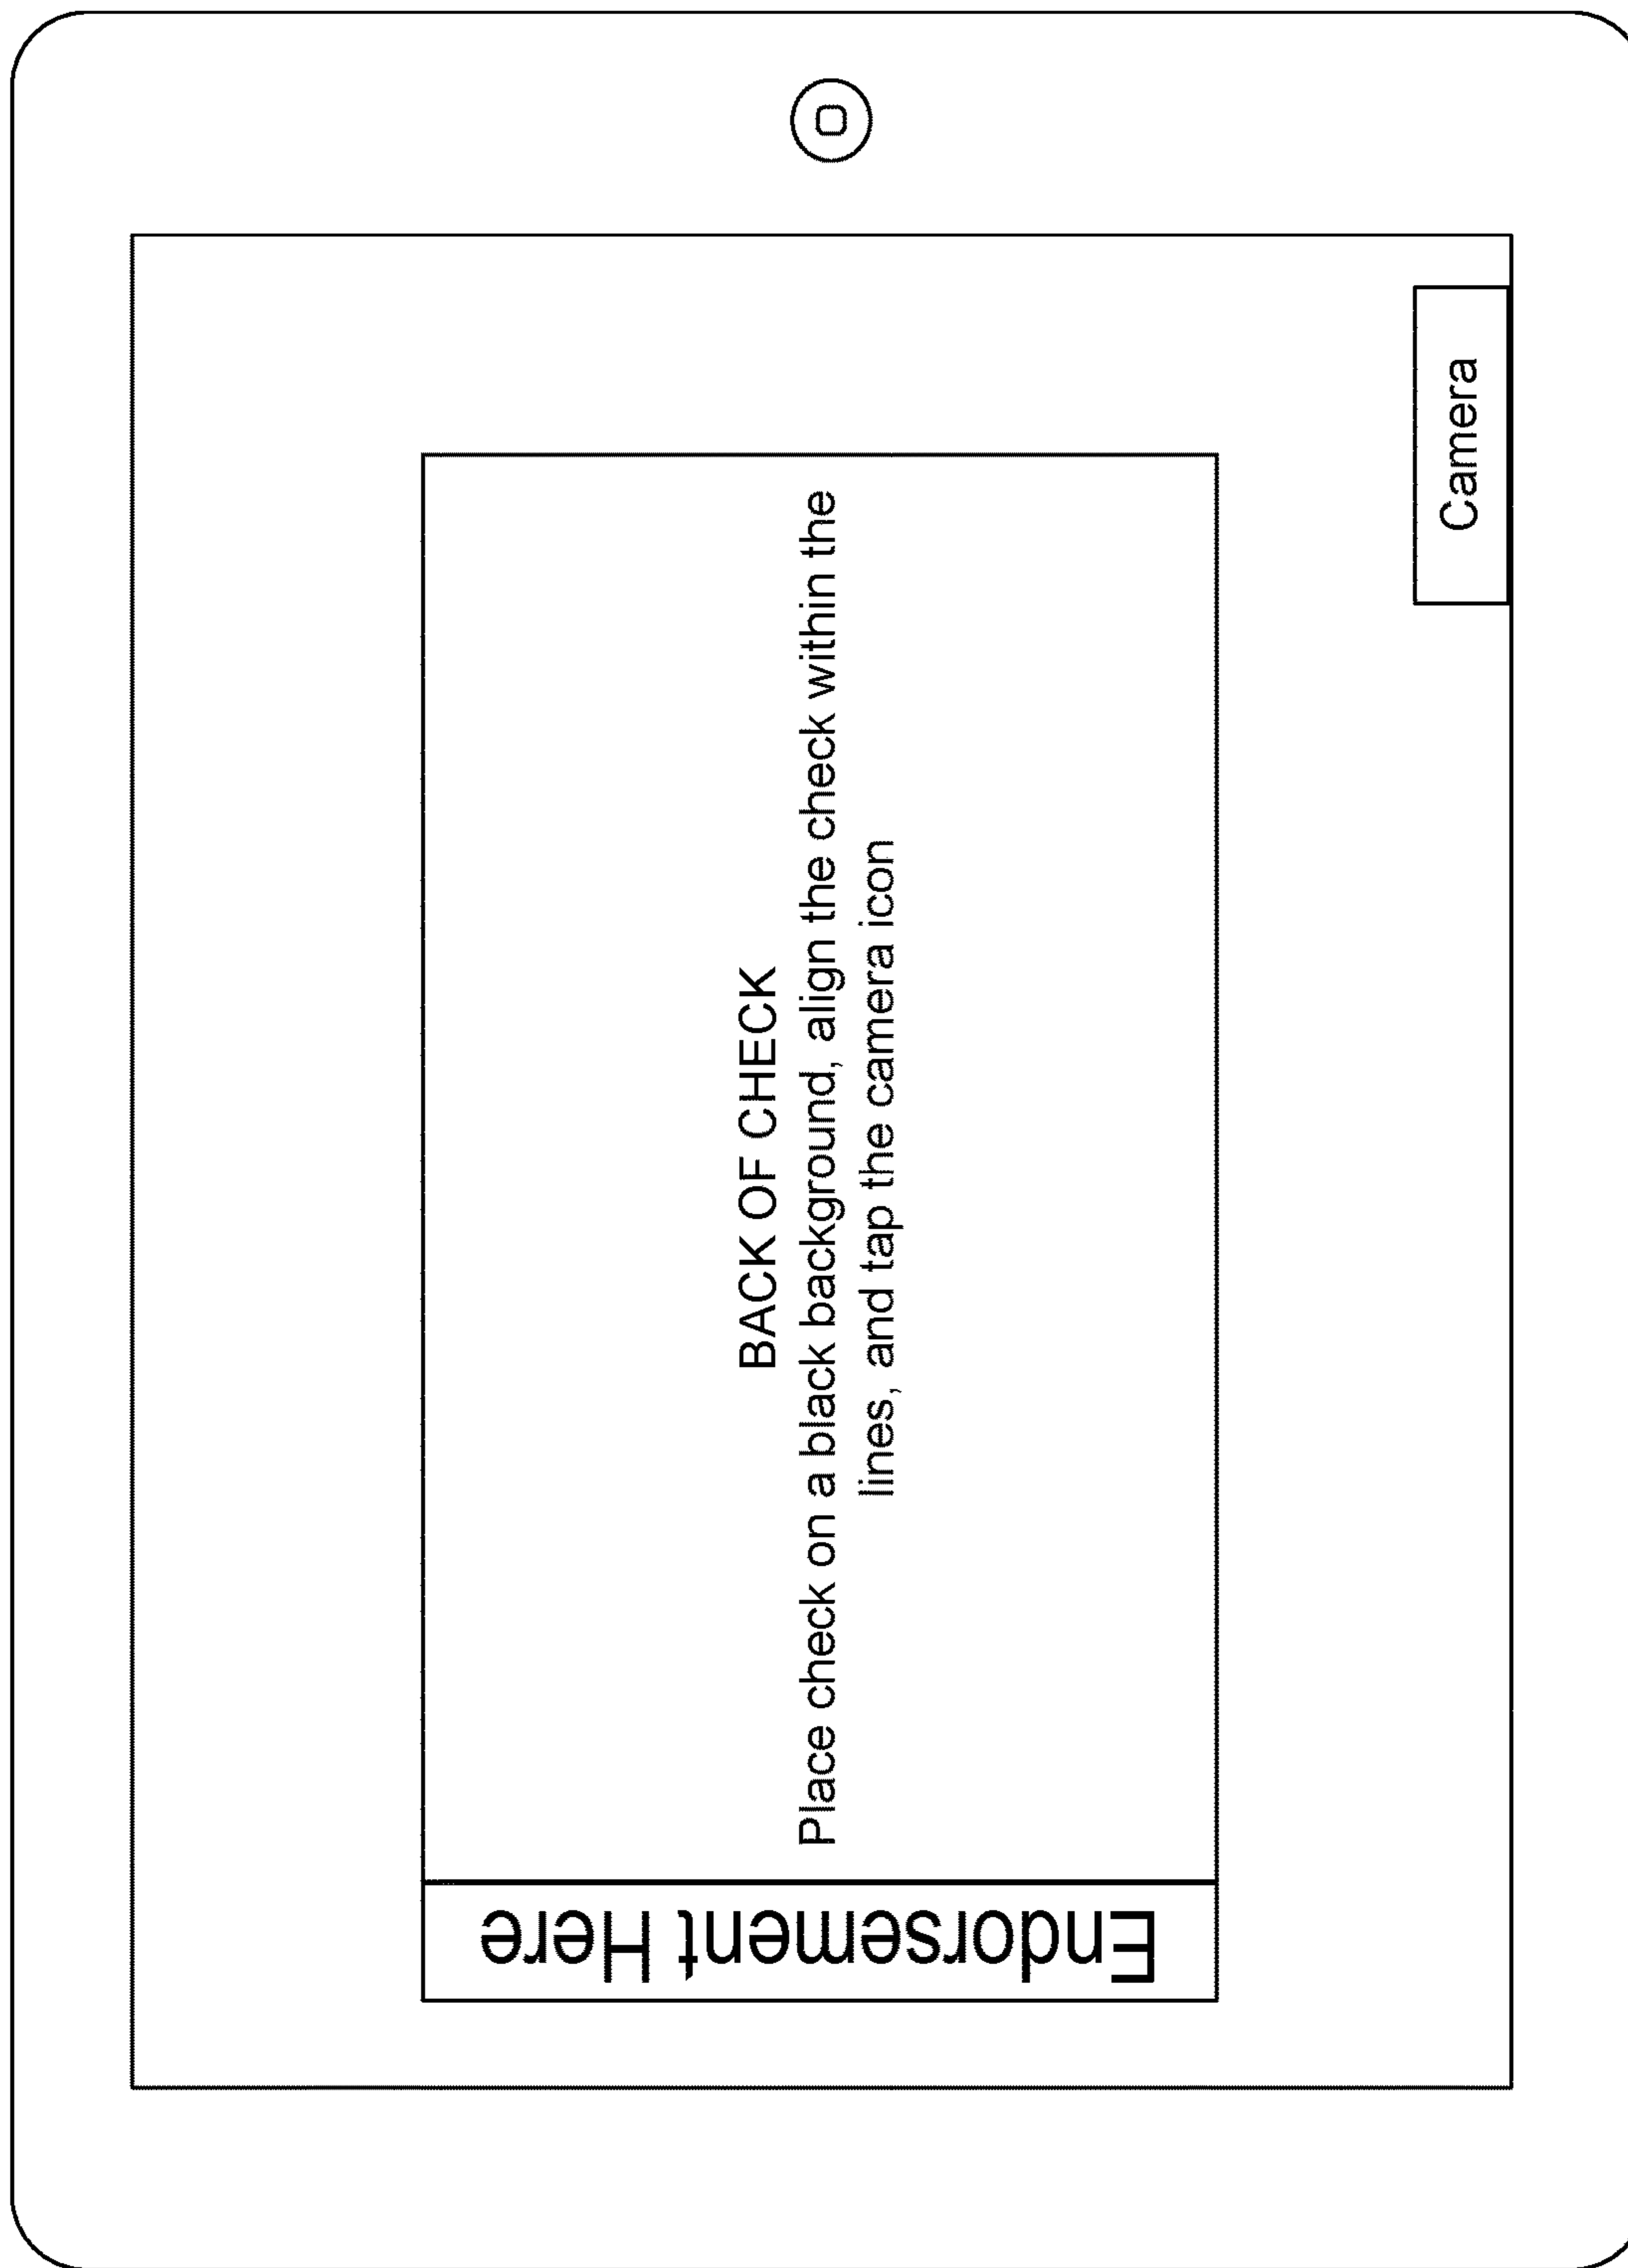 Endorsement Here
BACK OF CHECK
Place check on a black background, align the check within the
lines, and tap the camera icon
Camera